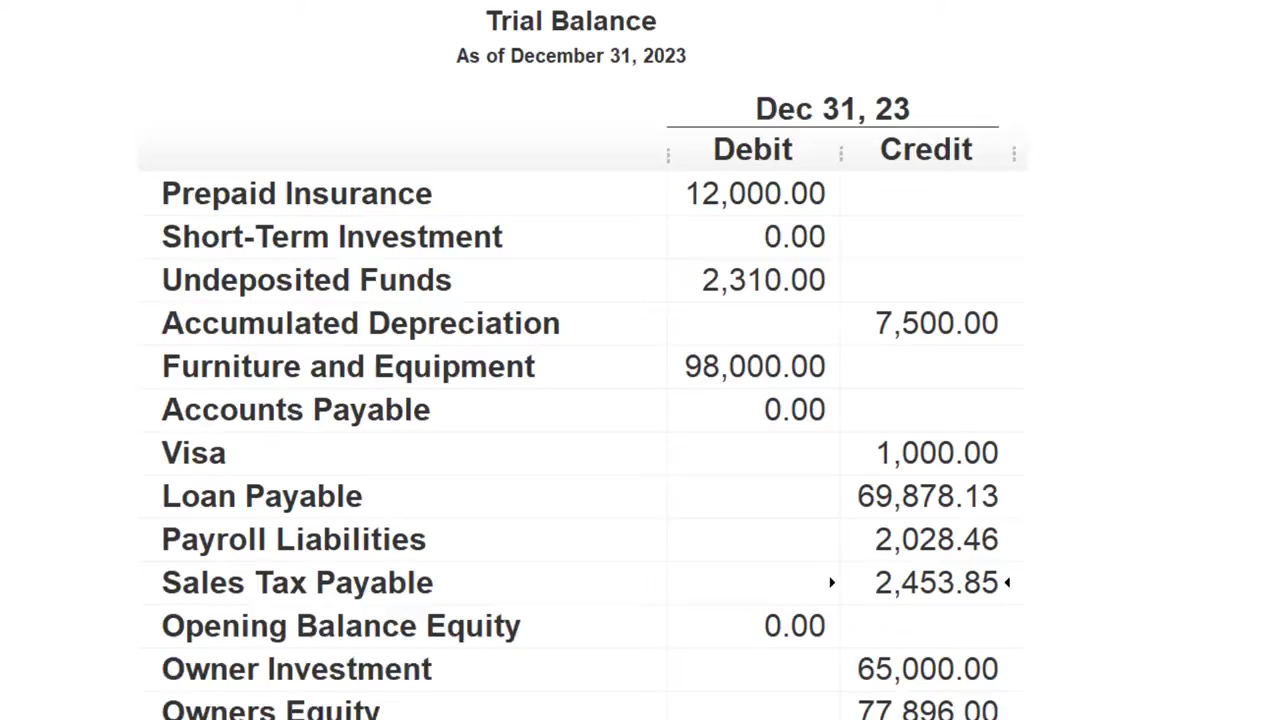 Trial Balance
As of December 31, 2023
Dec 31, 23
Debit Credit
Prepaid Insurance 12,000.00
Short-Term Investment 0.00
Undeposited Funds 2,310.00
Accumulated Depreciation 7,500.00
Furniture and Equipment 98,000.00
Accounts Payable 0.00
Visa 1,000.00
Loan Payable 69,878.13
Payroll Liabilities 2,028.46
Sales Tax Payable 2,453.85
Opening Balance Equity 0.00
Owner Investment 65,000.00
Owners Equity 77,896.00